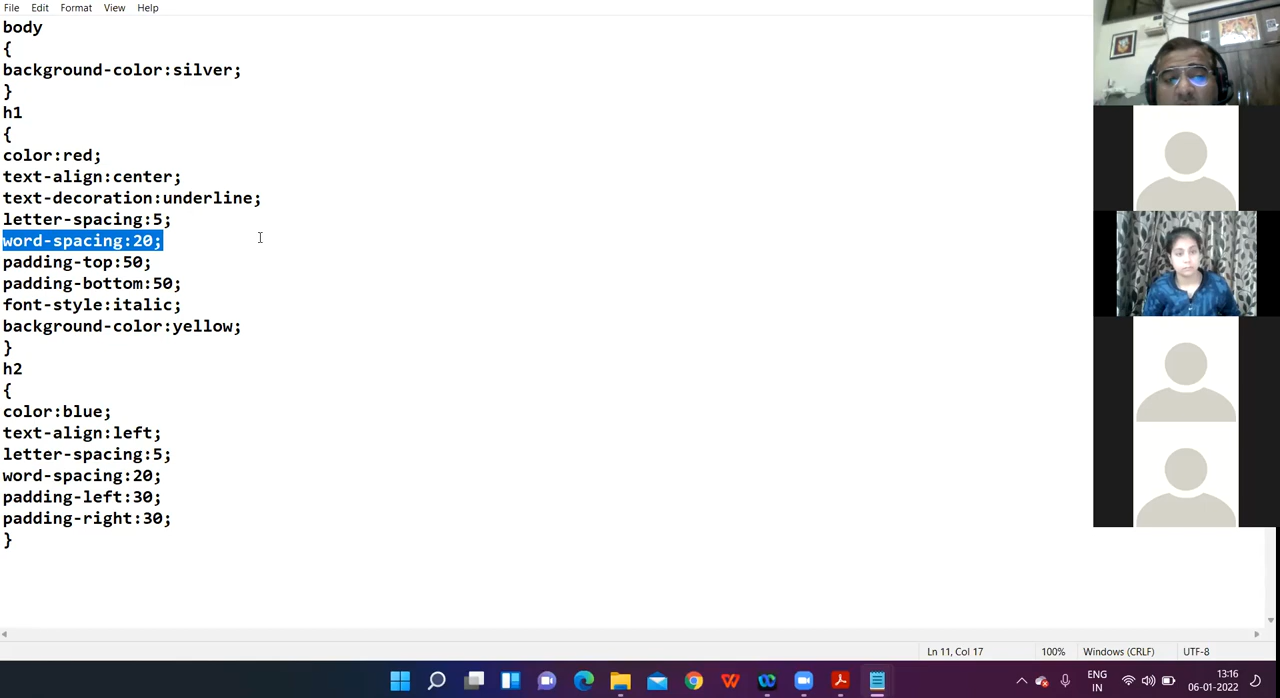 File Edit Format View Help
body
{
background-color:silver;
}
h1
{
color:red;
text-align:center;
text-decoration:underline;
letter-spacing:5;
word-spacing:20;
padding-top:50;
padding-bottom:50;
font-style:italic;
background-color:yellow;
}
h2
{
color:blue;
text-align:left;
letter-spacing:5;
word-spacing:20;
padding-left:30;
padding-right:30;
}
Ln 11, Col 17 100% Windows (CRLF) UTF-8
ENG 13:16
IN 06-01-2022